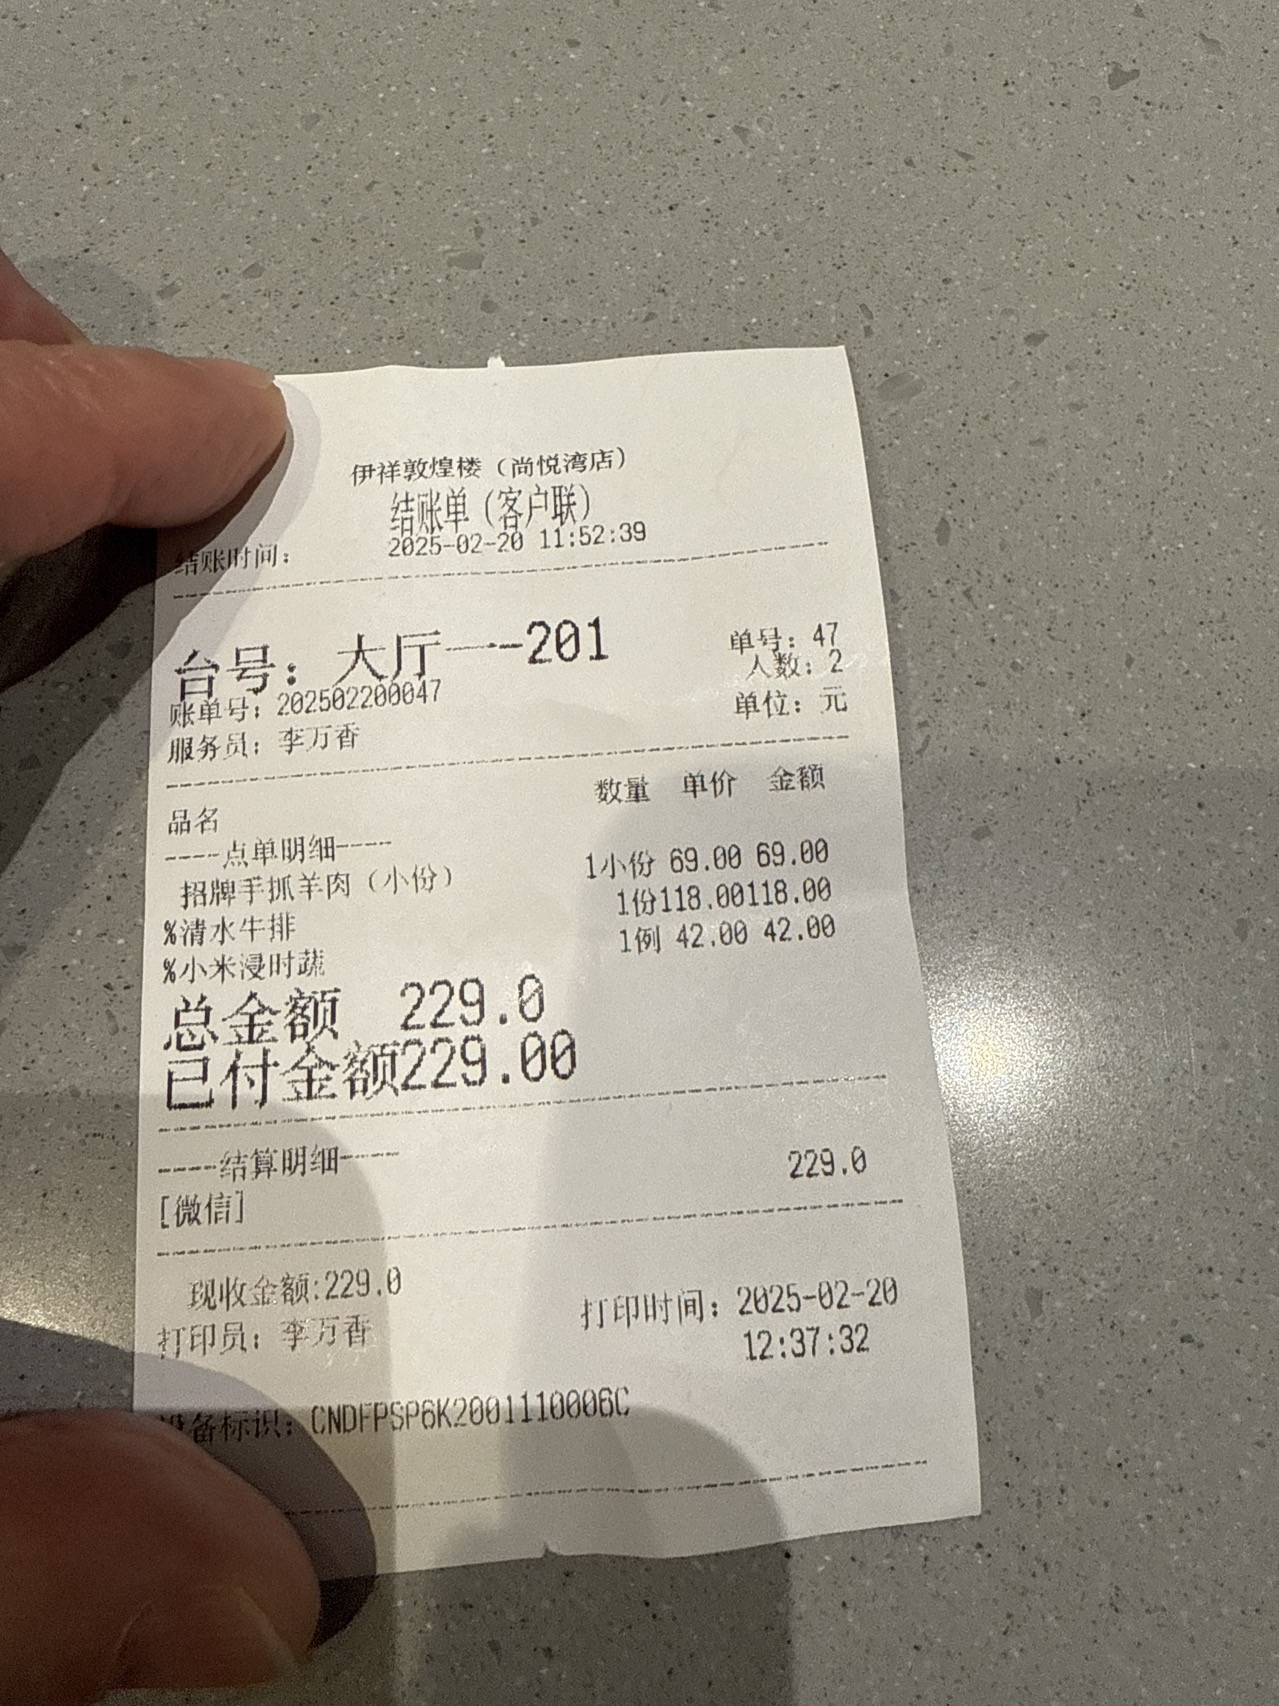 伊祥敦煌楼（尚悦湾店）
结账单（客户联）
结账时间： 2025-02-20 11:52:39
台号： 大厅一--201 单号：47
人数：2
账单号：202502200047 单位：元
服务员：李万香
品名 数量 单价 金额
----点单明细----
招牌手抓羊肉（小份） 1小份 69.00 69.00
%清水牛排 1份118.00118.00
%小米浸时蔬 1例 42.00 42.00
总金额 229.0
已付金额229.00
----结算明细----
[微信] 229.0
现收金额:229.0
打印员：李万香 打印时间：2025-02-20
12:37:32
设备标识：CNDFPSP6K2001110006C